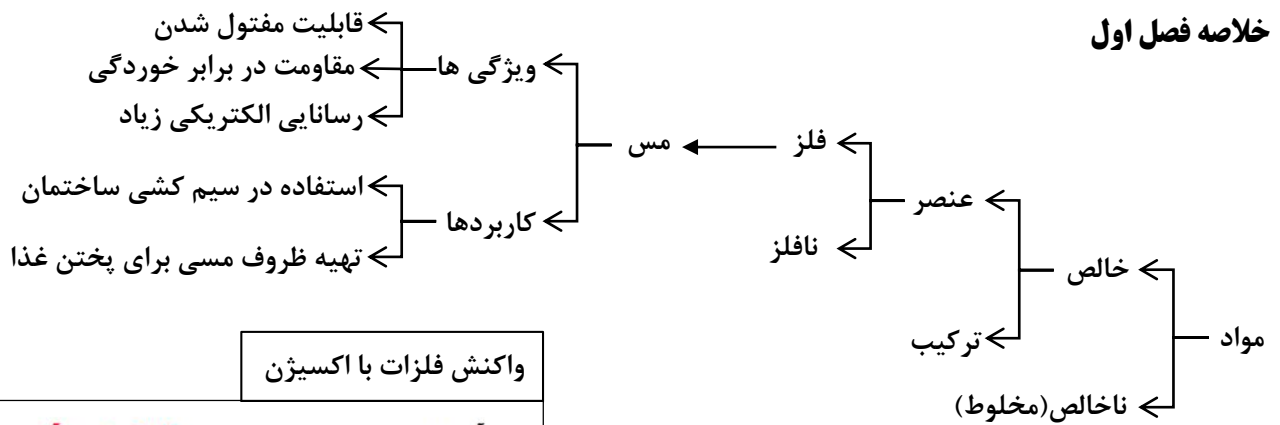 خلاصه فصل اول
مواد
خالص
ناخالص(مخلوط)
عنصر
ترکیب
فلز
نافلز
مس
ویژگی ها
کاربردها
قابلیت مفتول شدن
مقاومت در برابر خوردگی
رسانایی الکتریکی زیاد
استفاده در سیم کشی ساختمان
تهیه ظروف مسی برای پختن غذا
واکنش فلزات با اکسیژن